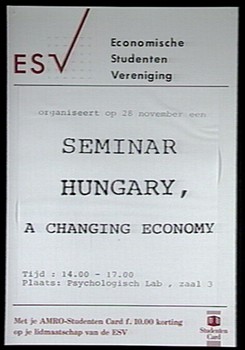 ESV
Economische
Studenten
Vereniging
organiseert op 28 november een
SEMINAR
HUNGARY,
A CHANGING ECONOMY
Tijd : 14.00 - 17.00
Plaats: Psychologisch Lab , zaal 3
Met je AMRO-Studenten Card f. 10.00 korting
op je lidmaatschap van de ESV
Studenten
Card